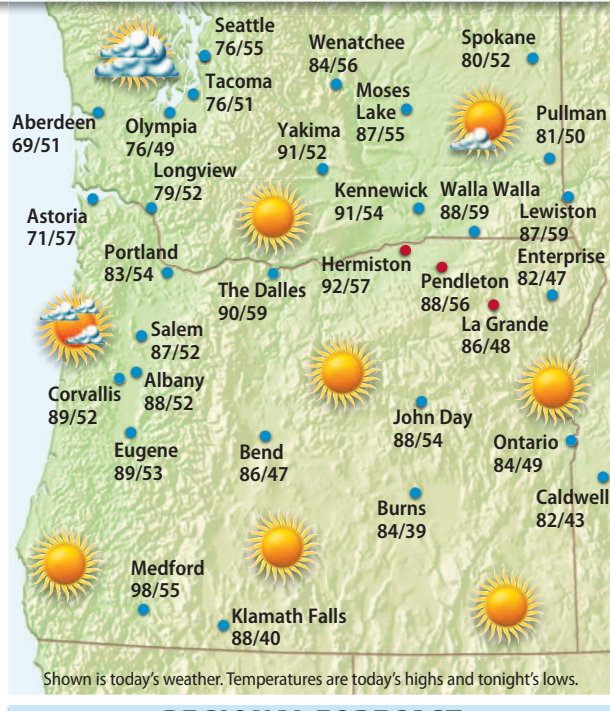 Seattle
76/55
Wenatchee
84/56
Spokane
80/52
Tacoma
76/51
Moses
Lake
87/55
Aberdeen
69/51
Olympia
76/49
Yakima
91/52
Pullman
81/50
Longview
79/52
Kennewick
91/54
Walla Walla
88/59
Lewiston
87/59
Astoria
71/57
Portland
83/54
The Dalles
90/59
Hermiston
92/57
Pendleton
88/56
Enterprise
82/47
La Grande
86/48
Salem
87/52
Corvallis
89/52
Albany
88/52
John Day
88/54
Eugene
89/53
Bend
86/47
Ontario
84/49
Burns
84/39
Caldwell
82/43
Medford
98/55
Klamath Falls
88/40
Shown is today's weather. Temperatures are today's highs and tonight's lows.
REGIONAL FORECAST